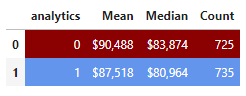 analytics Mean Median Count
0 0 $90,488 $83,874 725
1 1 $87,518 $80,964 735